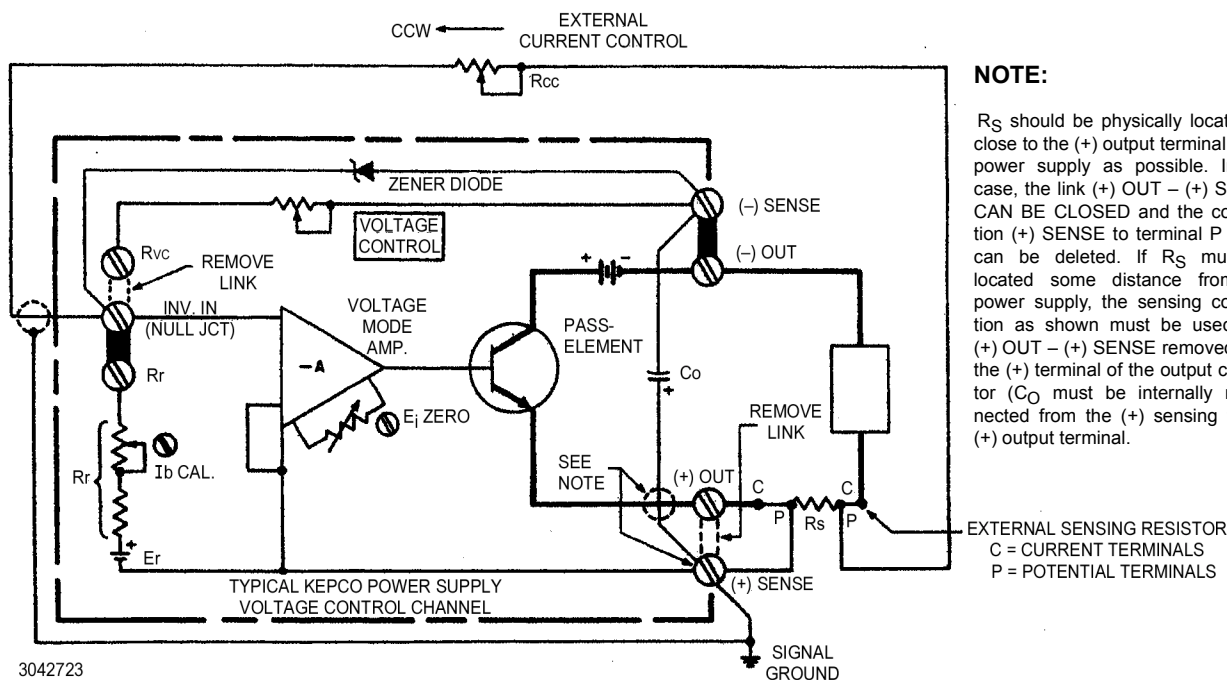 EXTERNAL
CURRENT CONTROL
CCW
Rcc
ZENER DIODE
VOLTAGE
CONTROL
(–) SENSE
(–) OUT
RVC
REMOVE
LINK
INV. IN
(NULL JCT)
VOLTAGE
MODE
AMP.
–A
PASS-
ELEMENT
+ –
Rr
Ei ZERO
Co
+
REMOVE
LINK
Rr
Ib CAL.
SEE
NOTE
(+) OUT
C
C
P
Rs
P
+
Er
(+) SENSE
TYPICAL KEPCO POWER SUPPLY
VOLTAGE CONTROL CHANNEL
EXTERNAL SENSING RESISTOR
C = CURRENT TERMINALS
P = POTENTIAL TERMINALS
SIGNAL
GROUND
3042723
NOTE:
RS should be physically locat
close to the (+) output terminal
power supply as possible. I
case, the link (+) OUT – (+) S
CAN BE CLOSED and the co
tion (+) SENSE to terminal P
can be deleted. If RS mu
located some distance from
power supply, the sensing co
tion as shown must be used
(+) OUT – (+) SENSE removed
the (+) terminal of the output c
tor (CO must be internally
nected from the (+) sensing
(+) output terminal.